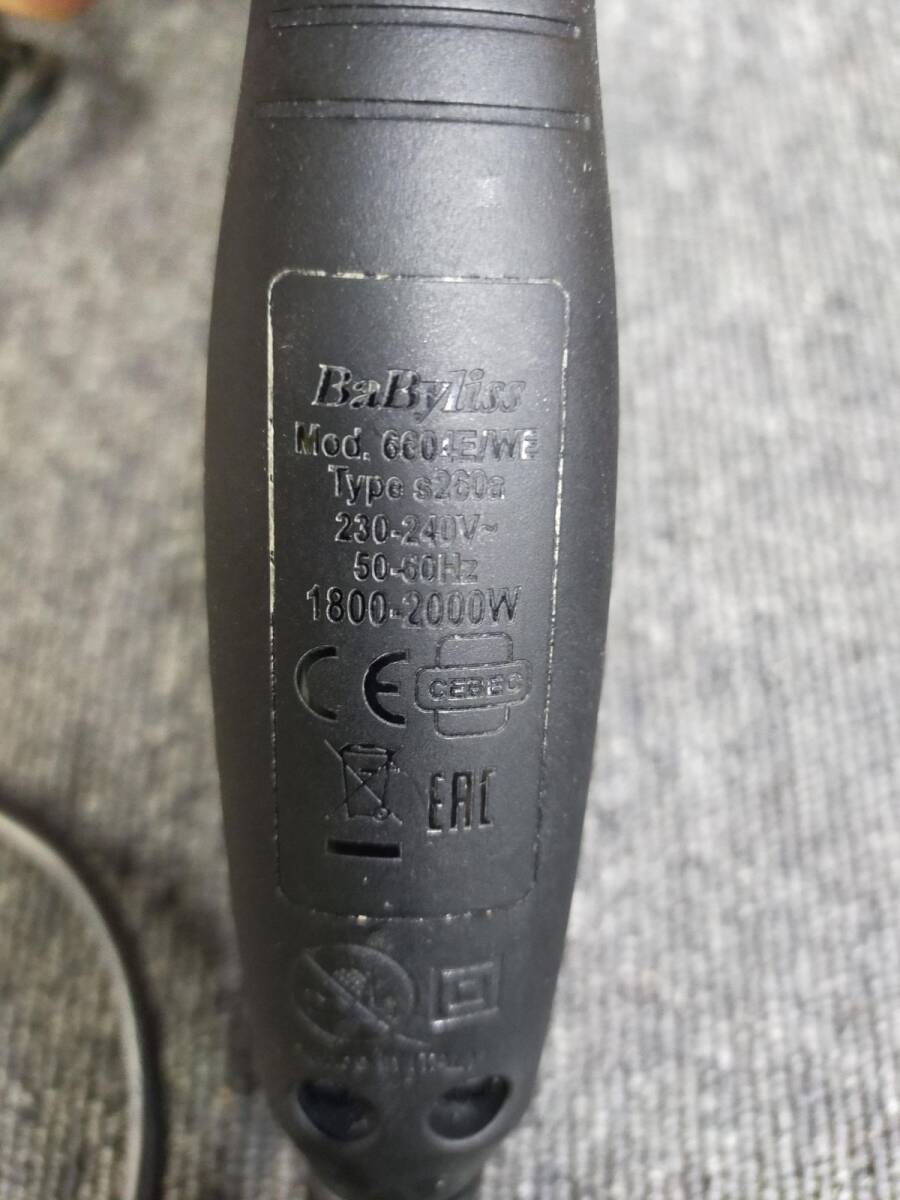 BaByliss
Mod. 6604E/WE
Type s260a
230-240V~
50-60Hz
1800-2000W
CE
CEBEC
EAC